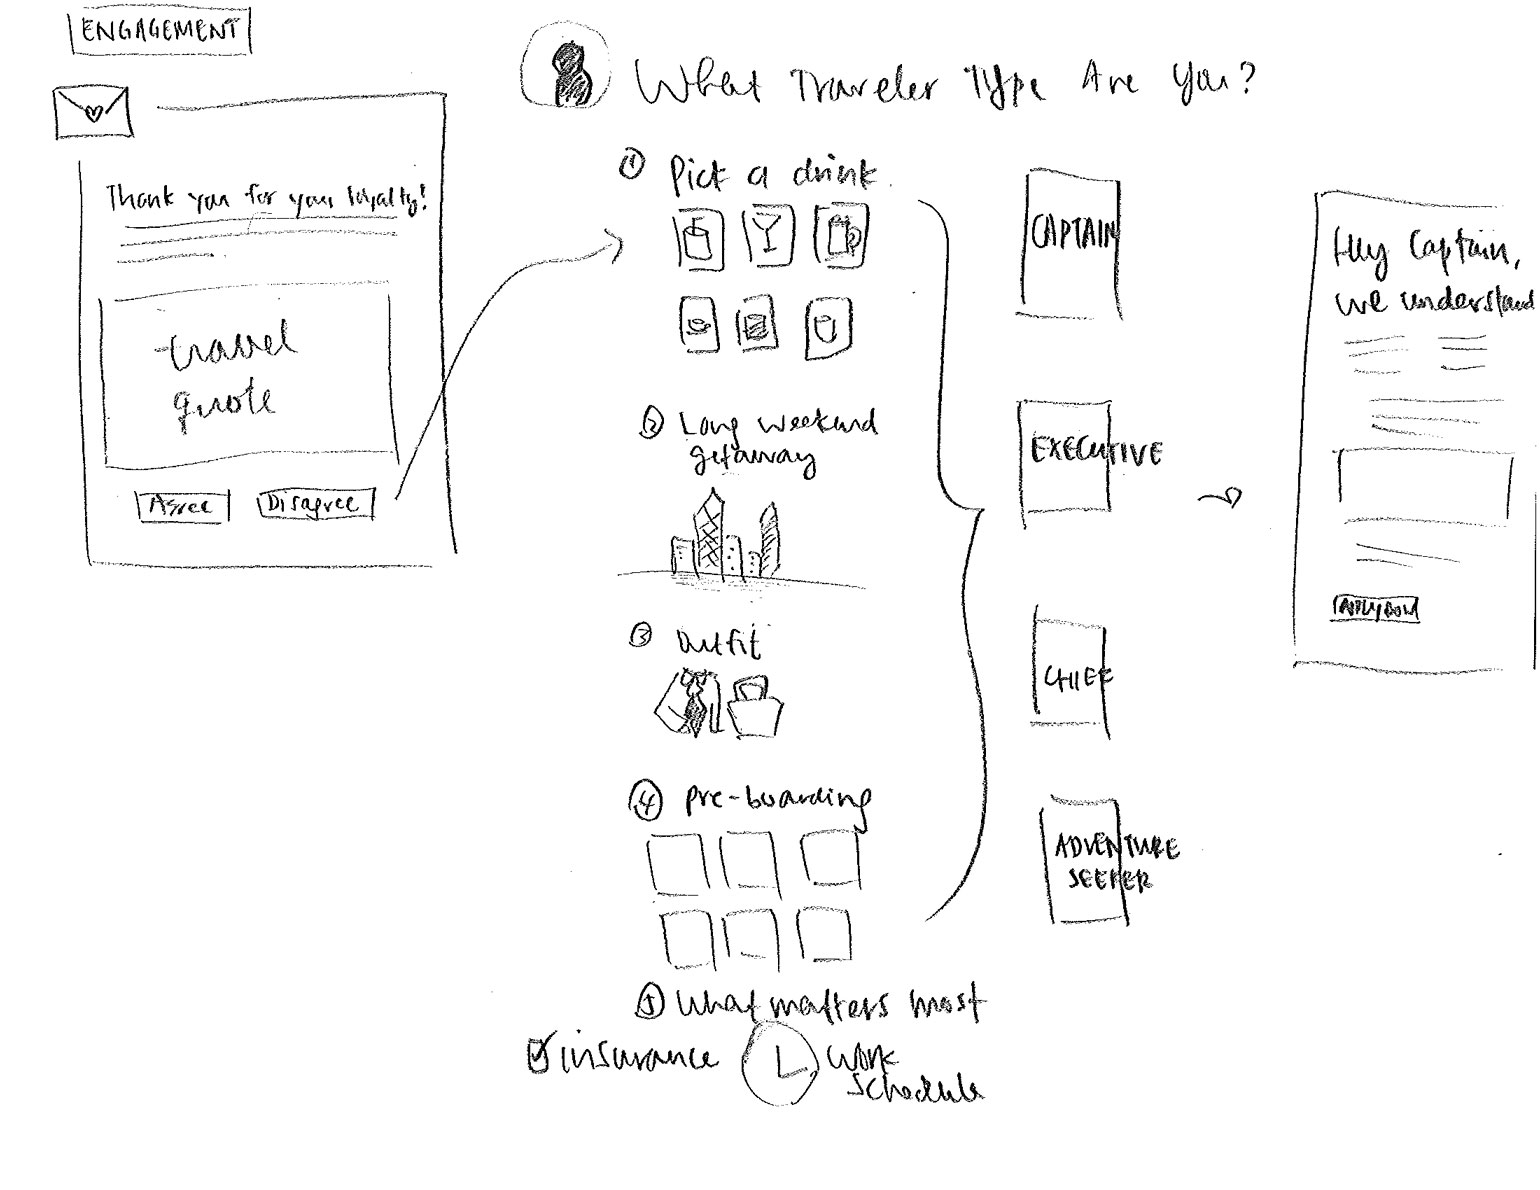 ENGAGEMENT
Thank you for your loyalty!
travel
quote
Agree
Disagree
What Traveler Type Are You?
① Pick a drink.
② Long weekend
getaway
③ Outfit
④ pre-boarding
⑤ What matters most
insurance
work
schedule
CAPTAIN
EXECUTIVE
CHIEF
ADVENTURE
SEEKER
Hey Captain,
we understand
APPLY NOW